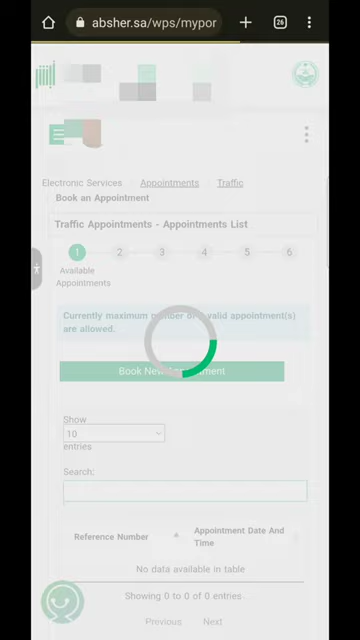 absher.sa/wps/mypor
26
Electronic Services Appointments Traffic
Book an Appointment
Traffic Appointments - Appointments List
1 2 3 4 5 6
Available
Appointments
Currently maximum number of valid appointment(s)
are allowed.
Book New Appointment
Show
10
entries
Search:
Reference Number Appointment Date And
Time
No data available in table
Showing 0 to 0 of 0 entries
Previous Next